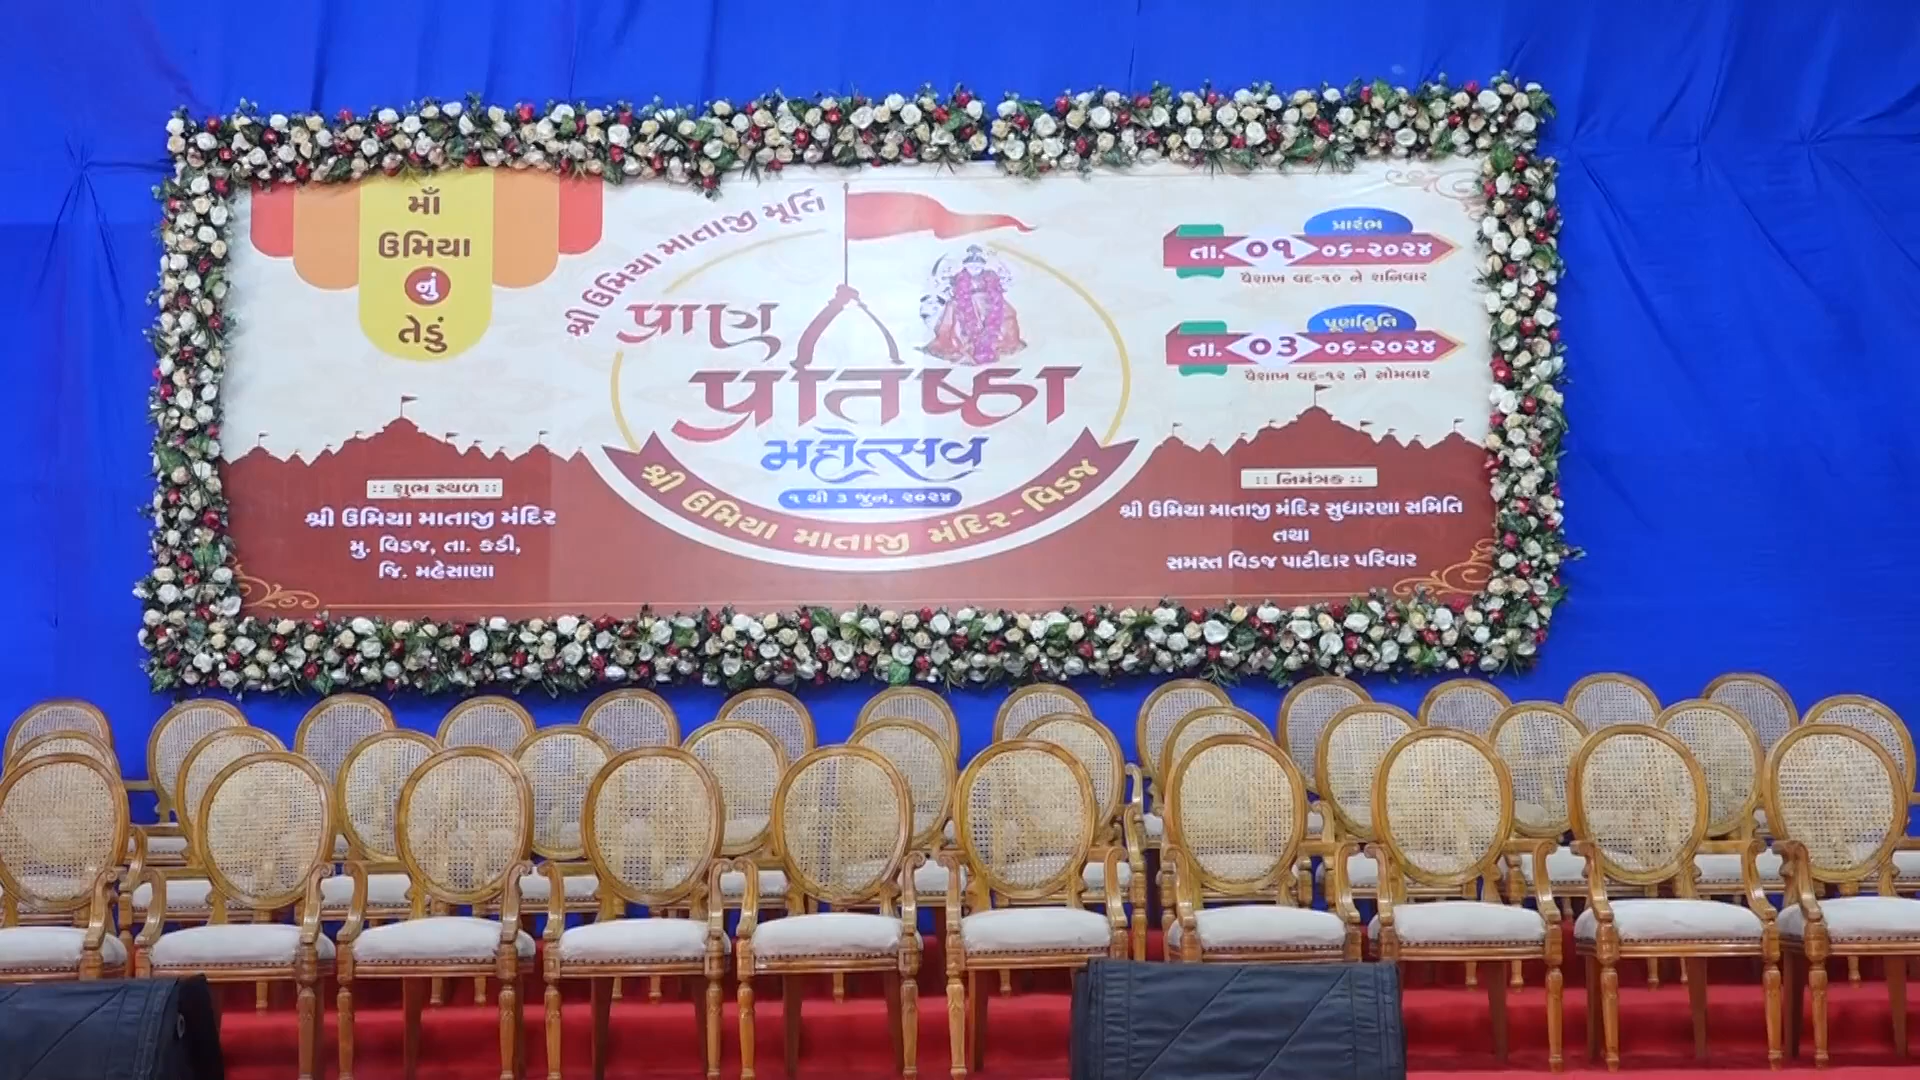 માઁ
ઉમિયા
નું
તેડું
શ્રી ઉમિયા માતાજી મૂર્તિ
પ્રાણ
પ્રતિષ્ઠા
મહોત્સવ
૧ થી ૩ જુન, ૨૦૨૪
શ્રી ઉમિયા માતાજી મંદિર - વિડજ
પ્રારંભ
તા. ૦૧ ૦૬-૨૦૨૪
વૈશાખ વદ-૧૦ ને શનિવાર
પૂર્ણાહુતિ
તા. ૦૩ ૦૬-૨૦૨૪
વૈશાખ વદ-૧૨ ને સોમવાર
:: શુભ સ્થળ ::
શ્રી ઉમિયા માતાજી મંદિર
મુ. વિડજ, તા. કડી,
જિ. મહેસાણા
:: નિમંત્રક ::
શ્રી ઉમિયા માતાજી મંદિર સુધારણા સમિતિ
તથા
સમસ્ત વિડજ પાટીદાર પરિવાર